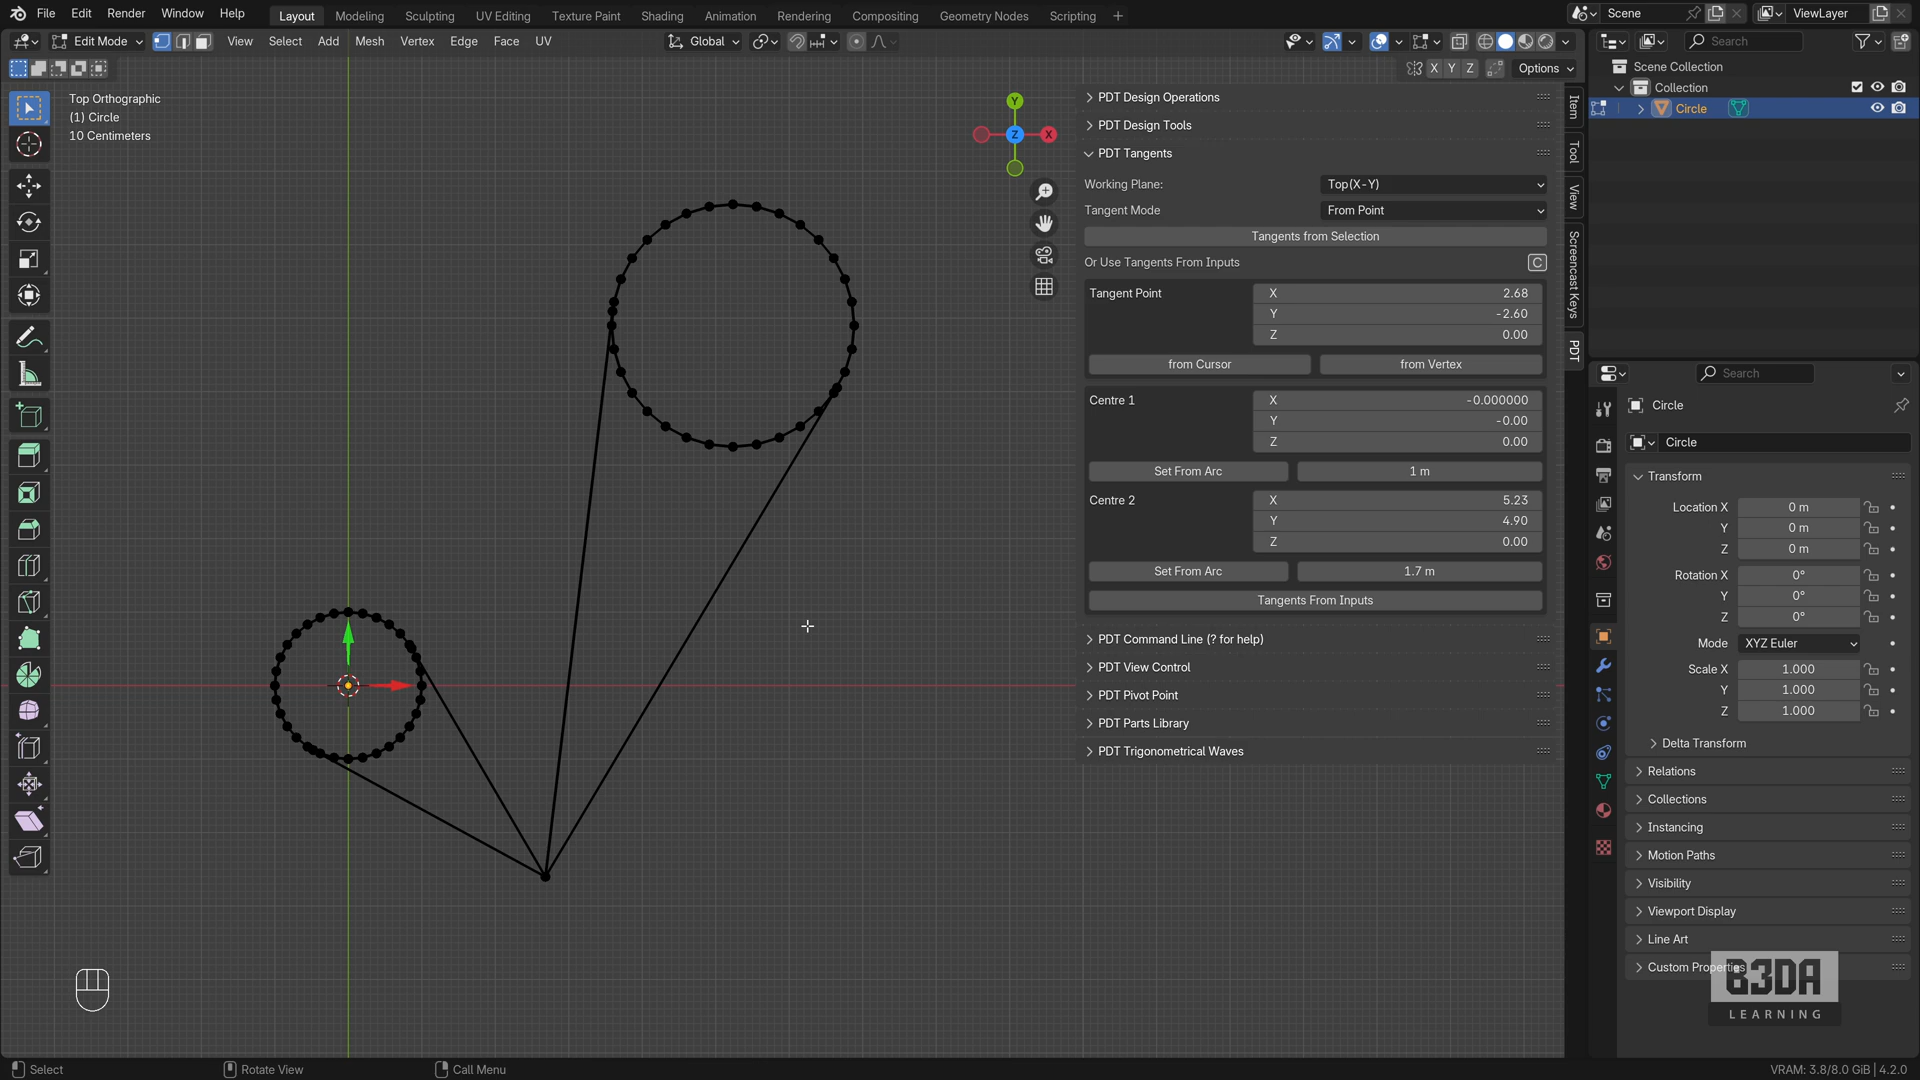 File Edit Render Window Help Layout Modeling Sculpting UV Editing Texture Paint Shading Animation Rendering Compositing Geometry Nodes Scripting + Scene ViewLayer
Edit Mode View Select Add Mesh Vertex Edge Face UV Global Search
X Y Z Options
Top Orthographic
(1) Circle
10 Centimeters
Y
Z X
PDT Design Operations
PDT Design Tools
PDT Tangents
Working Plane: Top(X-Y)
Tangent Mode From Point
Tangents from Selection
Or Use Tangents From Inputs C
Tangent Point X 2.68
Y -2.60
Z 0.00
from Cursor from Vertex
Centre 1 X -0.000000
Y -0.00
Z 0.00
Set From Arc 1 m
Centre 2 X 5.23
Y 4.90
Z 0.00
Set From Arc 1.7 m
Tangents From Inputs
PDT Command Line (? for help)
PDT View Control
PDT Pivot Point
PDT Parts Library
PDT Trigonometrical Waves
Item
Tool
View
Screencast Keys
PDT
Scene Collection
Collection
Circle
Search
Circle
Circle
Transform
Location X 0 m
Y 0 m
Z 0 m
Rotation X 0°
Y 0°
Z 0°
Mode XYZ Euler
Scale X 1.000
Y 1.000
Z 1.000
Delta Transform
Relations
Collections
Instancing
Motion Paths
Visibility
Viewport Display
Line Art
Custom Properties
B3DA
LEARNING
Select Rotate View Call Menu VRAM: 3.8/8.0 GiB | 4.2.0